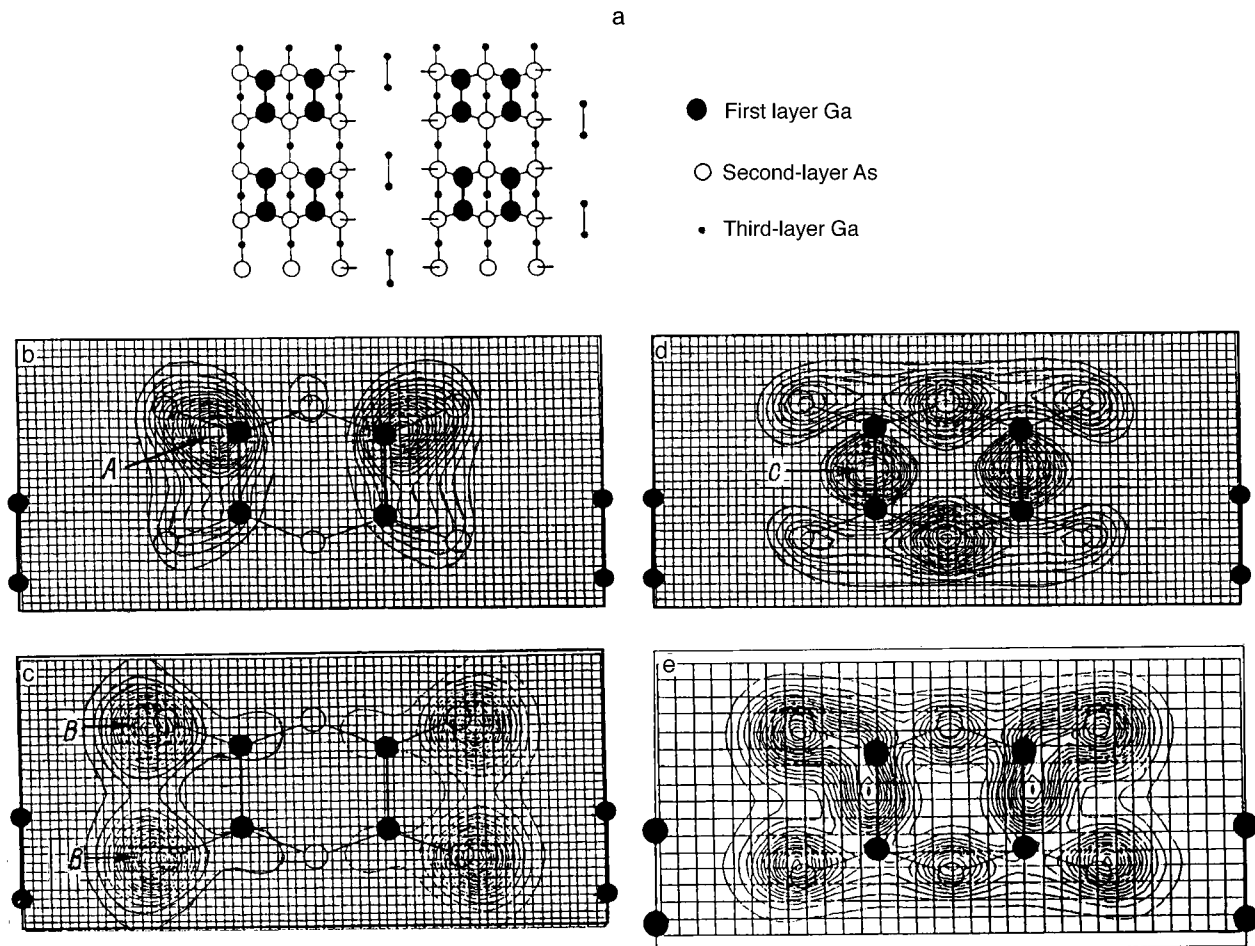 a
First layer Ga
Second-layer As
Third-layer Ga
b
A
d
C
c
B
B
e